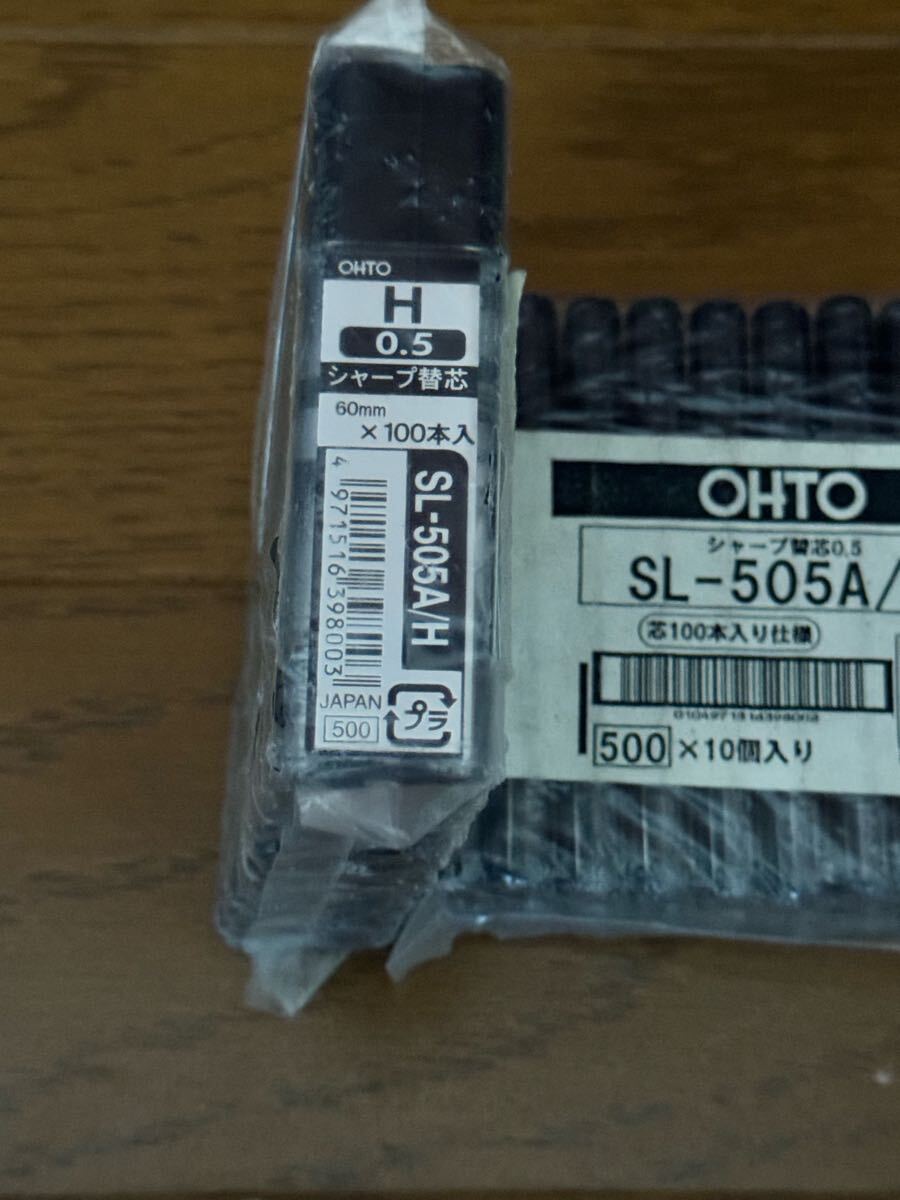 OHTO
H
0.5
シャープ替芯
60mm
×100本入
SL-505A/H
4 971516 398003
JAPAN
500
プラ
OHTO
シャープ替芯0.5
SL-505A/
芯100本入り仕様
500 ×10個入り